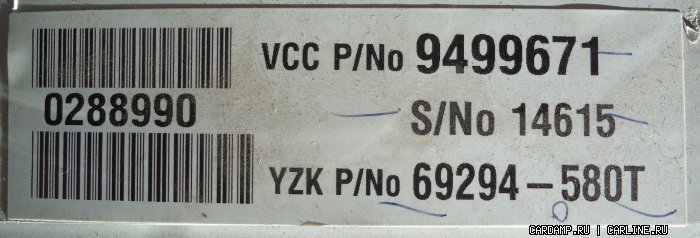 VCC P/No 9499671
0288990
S/No 14615
YZK P/No 69294-580T
CARDAMP.RU | CARLINE.RU